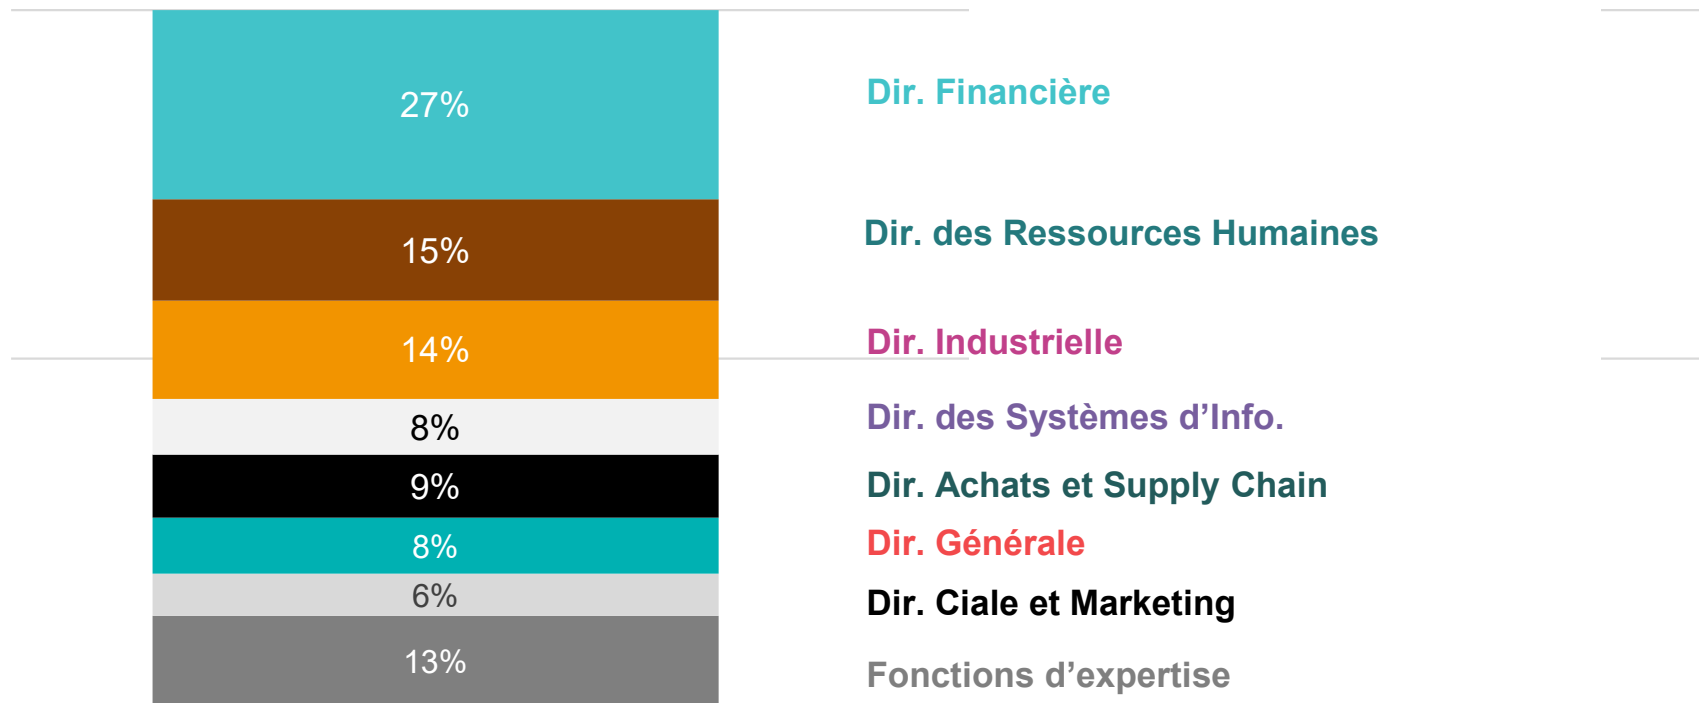 27%
Dir. Financière
15%
Dir. des Ressources Humaines
14%
Dir. Industrielle
8%
Dir. des Systèmes d’Info.
9%
Dir. Achats et Supply Chain
8%
Dir. Générale
6%
Dir. Ciale et Marketing
13%
Fonctions d’expertise